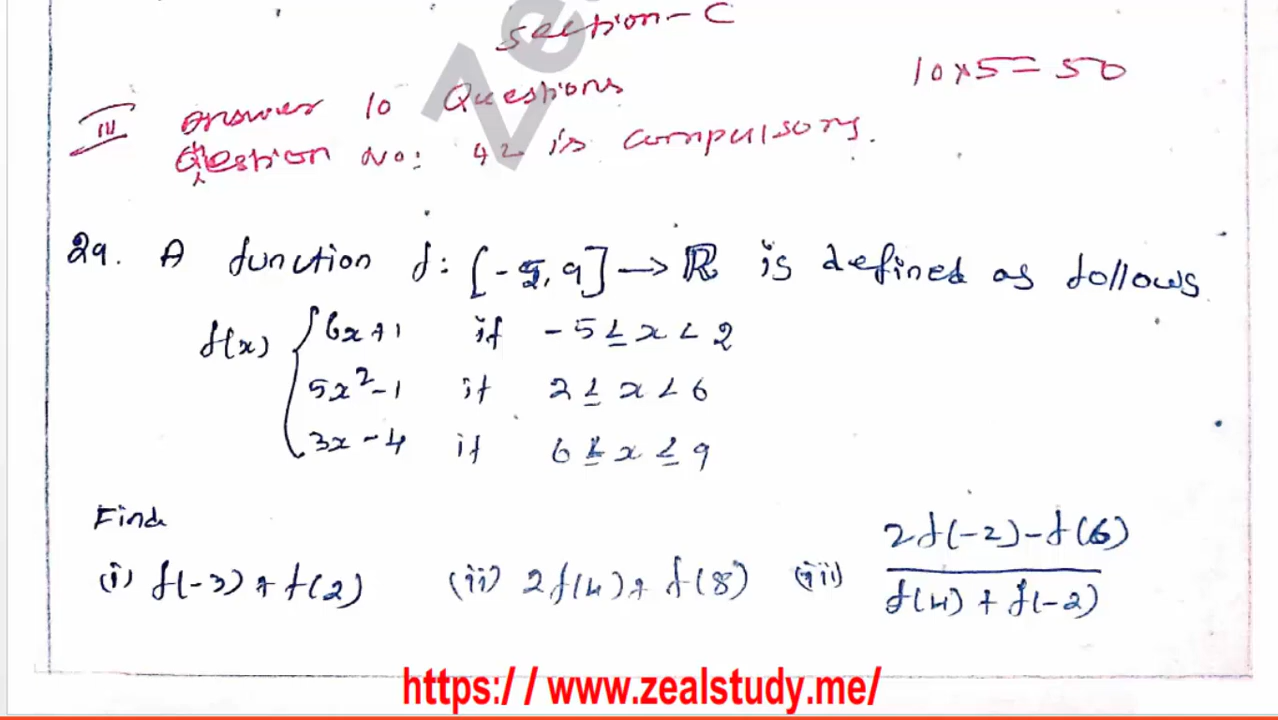 Section - C
III Answer 10 Questions 10×5=50
Question No: 42 is compulsory.
29. A function f: [-5, 9] → ℝ is defined as follows
f(x) { 6x+1 if -5 ≤ x < 2
5x²-1 if 2 ≤ x < 6
3x-4 if 6 ≤ x ≤ 9
Find
(i) f(-3) + f(2) (ii) 2f(4) + f(8) (iii) 2f(-2) - f(6) / f(4) + f(-2)
https: / / www.zealstudy.me/